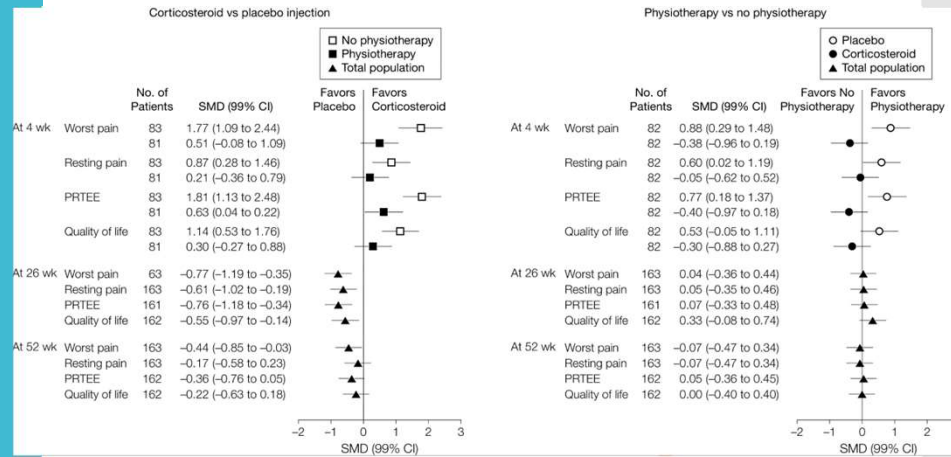 Corticosteroid vs placebo injection
No physiotherapy
Physiotherapy
Total population
No. of Patients SMD (99% CI) Favors Placebo Favors Corticosteroid
At 4 wk Worst pain 83 1.77 (1.09 to 2.44)
81 0.51 (−0.08 to 1.09)
Resting pain 83 0.87 (0.28 to 1.46)
81 0.21 (−0.36 to 0.79)
PRTEE 83 1.81 (1.13 to 2.48)
81 0.63 (0.04 to 0.22)
Quality of life 83 1.14 (0.53 to 1.76)
81 0.30 (−0.27 to 0.88)
At 26 wk Worst pain 63 −0.77 (−1.19 to −0.35)
Resting pain 163 −0.61 (−1.02 to −0.19)
PRTEE 161 −0.76 (−1.18 to −0.34)
Quality of life 162 −0.55 (−0.97 to −0.14)
At 52 wk Worst pain 163 −0.44 (−0.85 to −0.03)
Resting pain 163 −0.17 (−0.58 to 0.23)
PRTEE 162 −0.36 (−0.76 to 0.05)
Quality of life 162 −0.22 (−0.63 to 0.18)
−2 −1 0 1 2 3
SMD (99% CI)
Physiotherapy vs no physiotherapy
Placebo
Corticosteroid
Total population
No. of Patients SMD (99% CI) Favors No Physiotherapy Favors Physiotherapy
At 4 wk Worst pain 82 0.88 (0.29 to 1.48)
82 −0.38 (−0.96 to 0.19)
Resting pain 82 0.60 (0.02 to 1.19)
82 −0.05 (−0.62 to 0.52)
PRTEE 82 0.77 (0.18 to 1.37)
82 −0.40 (−0.97 to 0.18)
Quality of life 82 0.53 (−0.05 to 1.11)
82 −0.30 (−0.88 to 0.27)
At 26 wk Worst pain 163 0.04 (−0.36 to 0.44)
Resting pain 163 0.05 (−0.35 to 0.46)
PRTEE 161 0.07 (−0.33 to 0.48)
Quality of life 162 0.33 (−0.08 to 0.74)
At 52 wk Worst pain 163 −0.07 (−0.47 to 0.34)
Resting pain 163 −0.07 (−0.47 to 0.34)
PRTEE 162 0.05 (−0.36 to 0.45)
Quality of life 162 0.00 (−0.40 to 0.40)
−2 −1 0 1 2
SMD (99% CI)